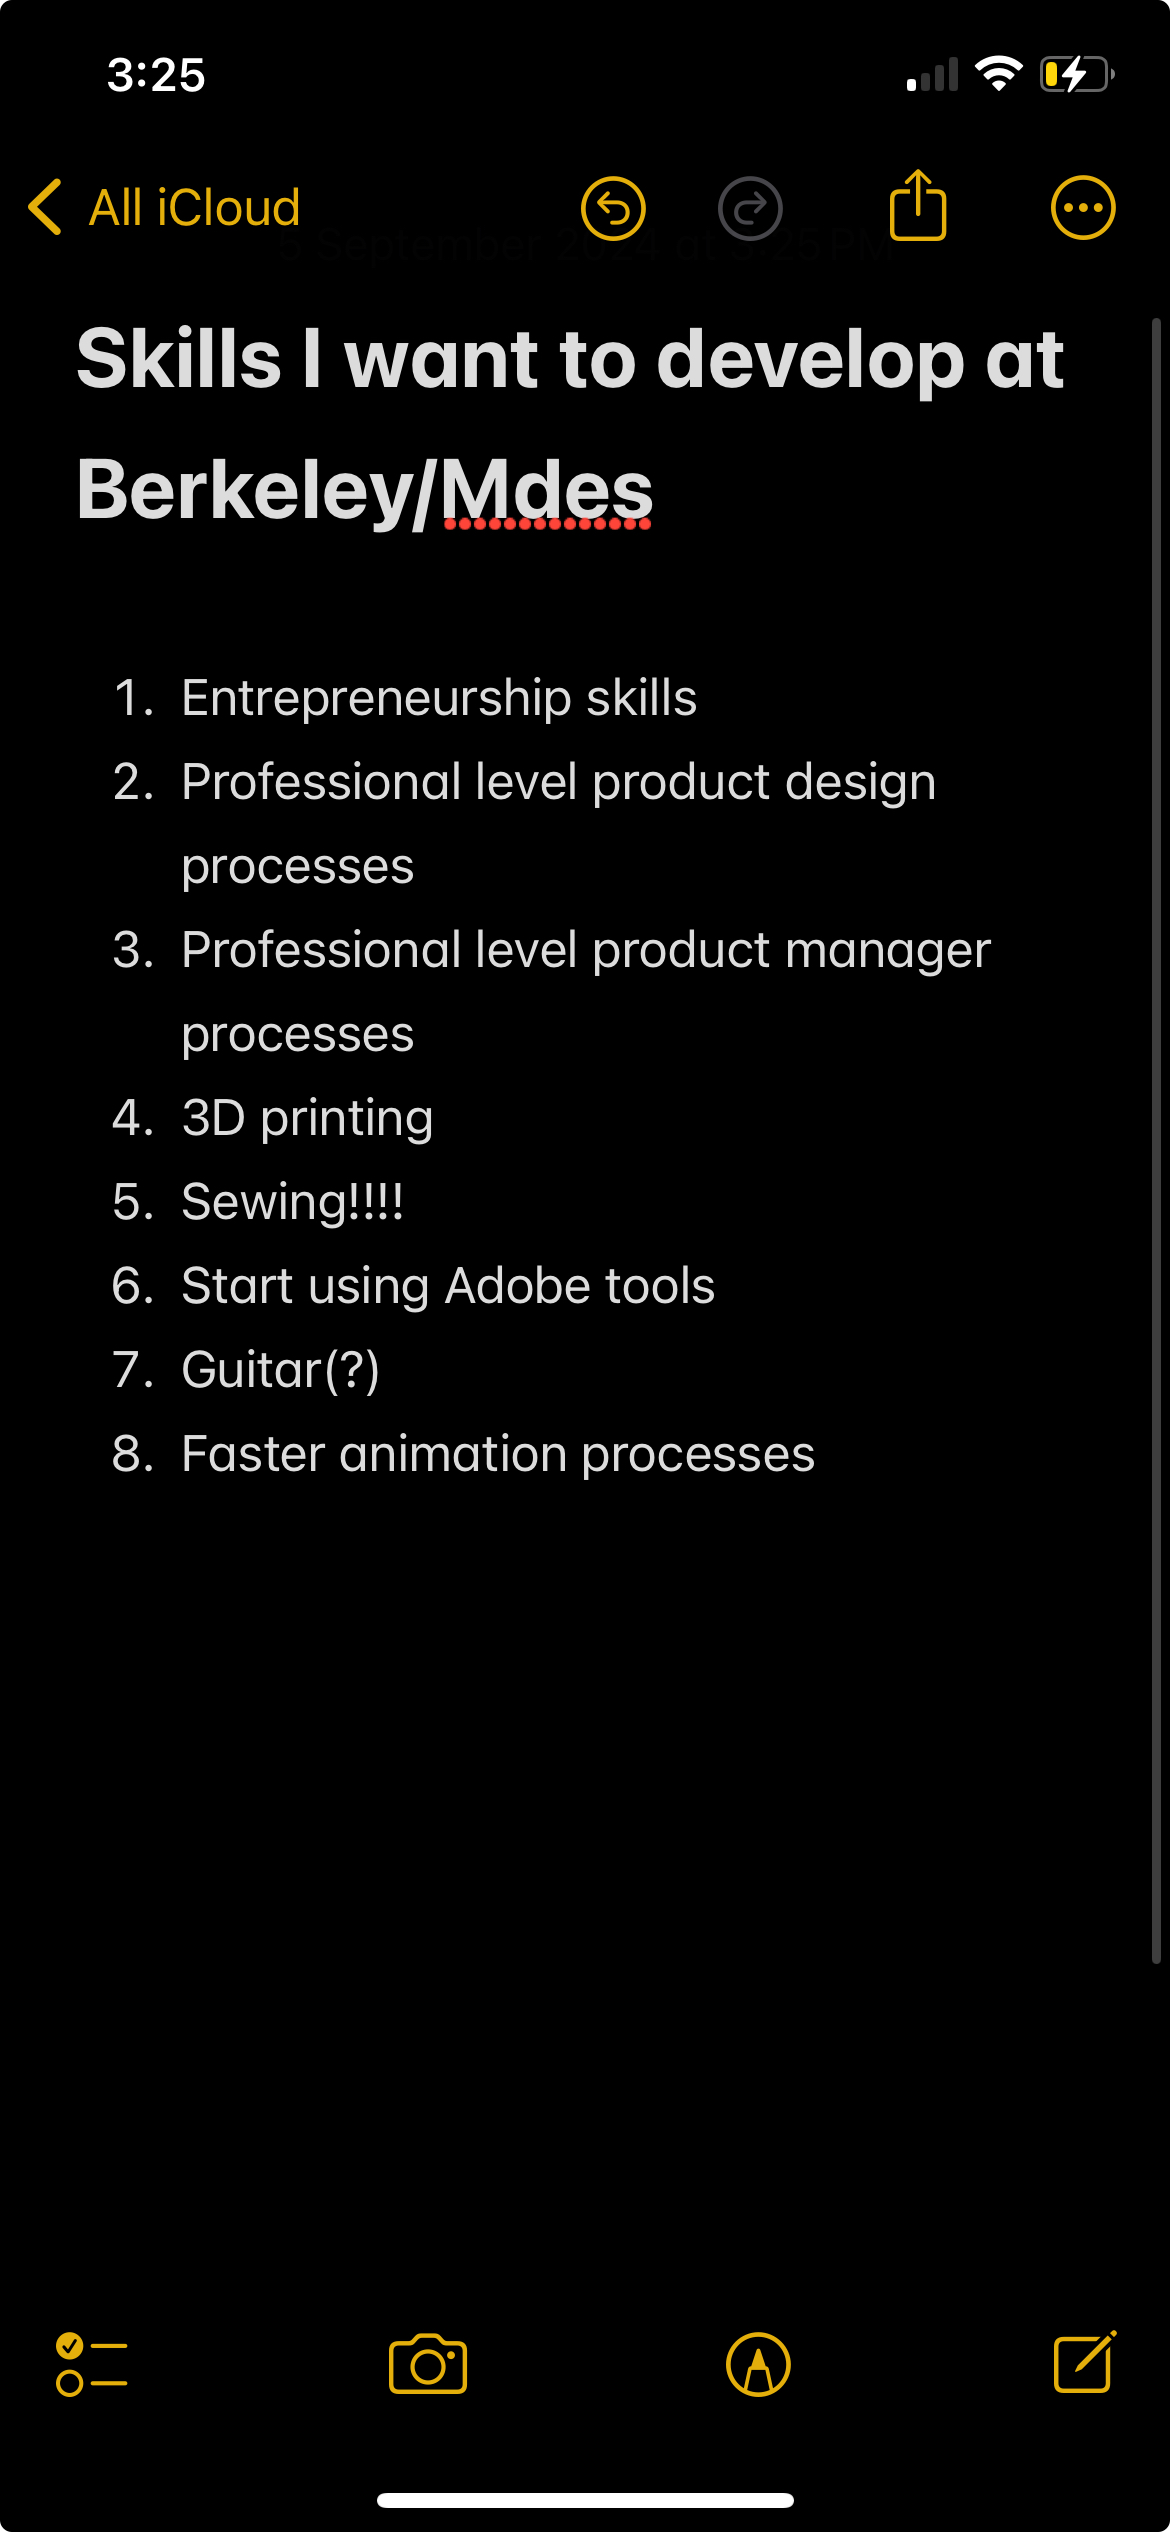 3:25
All iCloud
5 September 2024 at 3:25 PM
Skills I want to develop at
Berkeley/Mdes
1. Entrepreneurship skills
2. Professional level product design
processes
3. Professional level product manager
processes
4. 3D printing
5. Sewing!!!!
6. Start using Adobe tools
7. Guitar(?)
8. Faster animation processes